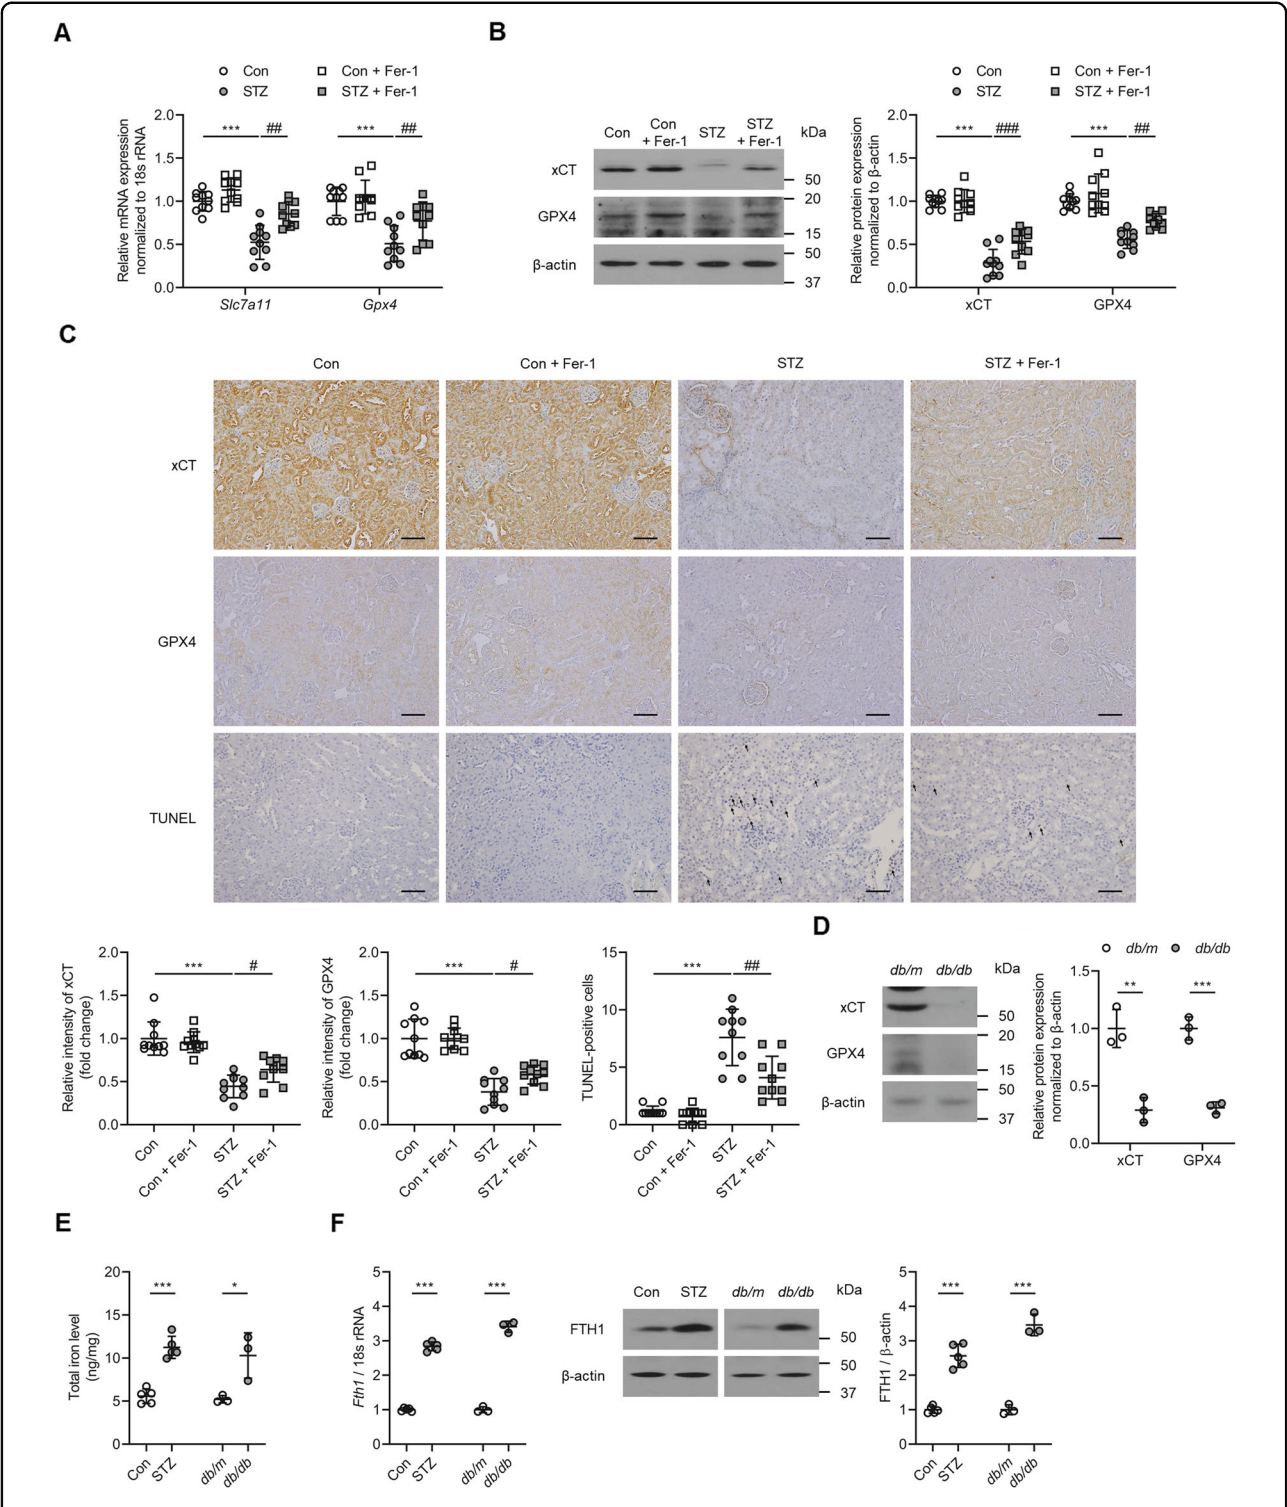 A
Con
Con + Fer-1
STZ
STZ + Fer-1
Relative mRNA expression
normalized to 18s rRNA
2.0
1.5
1.0
0.5
0.0
***
##
***
##
Slc7a11
Gpx4
B
Con
Con
+ Fer-1
STZ
STZ
+ Fer-1
kDa
xCT
50
20
GPX4
15
50
β-actin
37
Con
Con + Fer-1
STZ
STZ + Fer-1
Relative protein expression
normalized to β-actin
2.0
1.5
1.0
0.5
0.0
***
###
***
##
xCT
GPX4
C
Con
Con + Fer-1
STZ
STZ + Fer-1
xCT
GPX4
TUNEL
Relative intensity of xCT
(fold change)
2.0
1.5
1.0
0.5
0.0
***
#
Con
Con + Fer-1
STZ
STZ + Fer-1
Relative intensity of GPX4
(fold change)
2.0
1.5
1.0
0.5
0.0
***
#
Con
Con + Fer-1
STZ
STZ + Fer-1
TUNEL-positive cells
15
10
5
0
***
##
Con
Con + Fer-1
STZ
STZ + Fer-1
D
db/m
db/db
kDa
xCT
50
20
GPX4
15
50
β-actin
37
db/m
db/db
Relative protein expression
normalized to β-actin
1.5
1.0
0.5
0.0
**
***
xCT
GPX4
E
Total iron level
(ng/mg)
20
15
10
5
0
***
*
Con
STZ
db/m
db/db
F
Fth1 / 18s rRNA
5
4
3
2
1
0
***
***
Con
STZ
db/m
db/db
Con
STZ
db/m
db/db
kDa
FTH1
50
50
β-actin
37
FTH1 / β-actin
5
4
3
2
1
0
***
***
Con
STZ
db/m
db/db